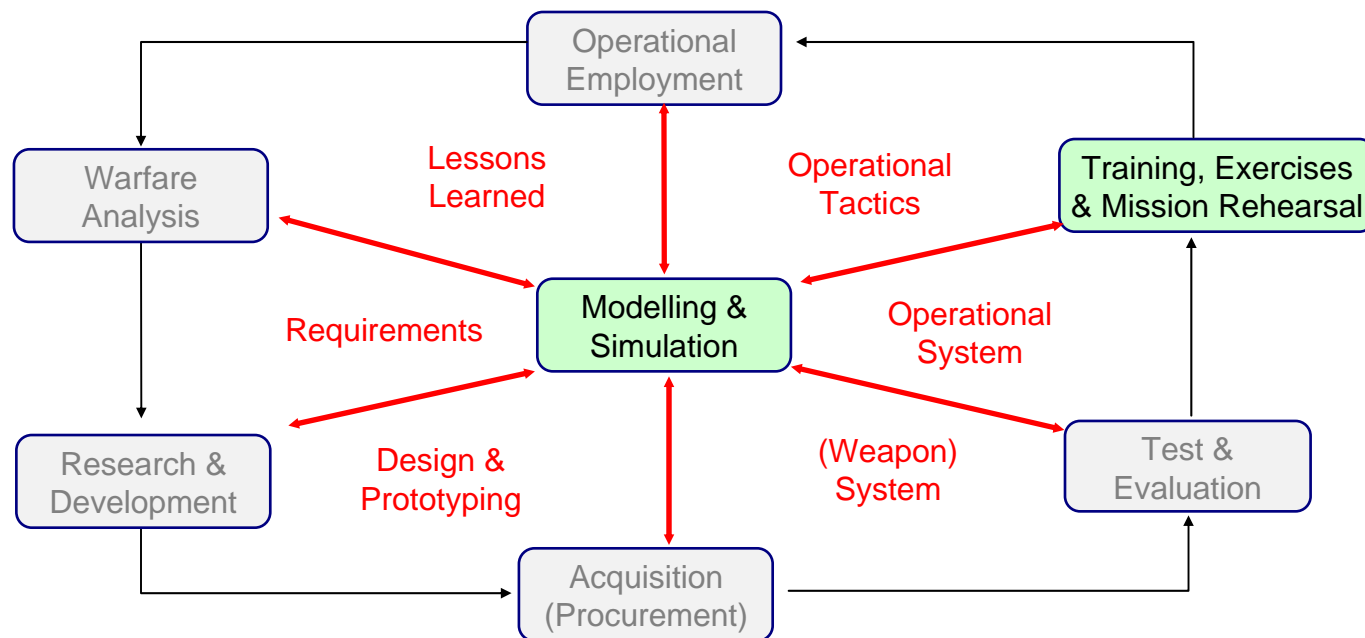 Operational
Employment
Lessons
Learned
Operational
Tactics
Warfare
Analysis
Training, Exercises
& Mission Rehearsal
Modelling &
Simulation
Requirements
Operational
System
Research &
Development
Design &
Prototyping
(Weapon)
System
Test &
Evaluation
Acquisition
(Procurement)